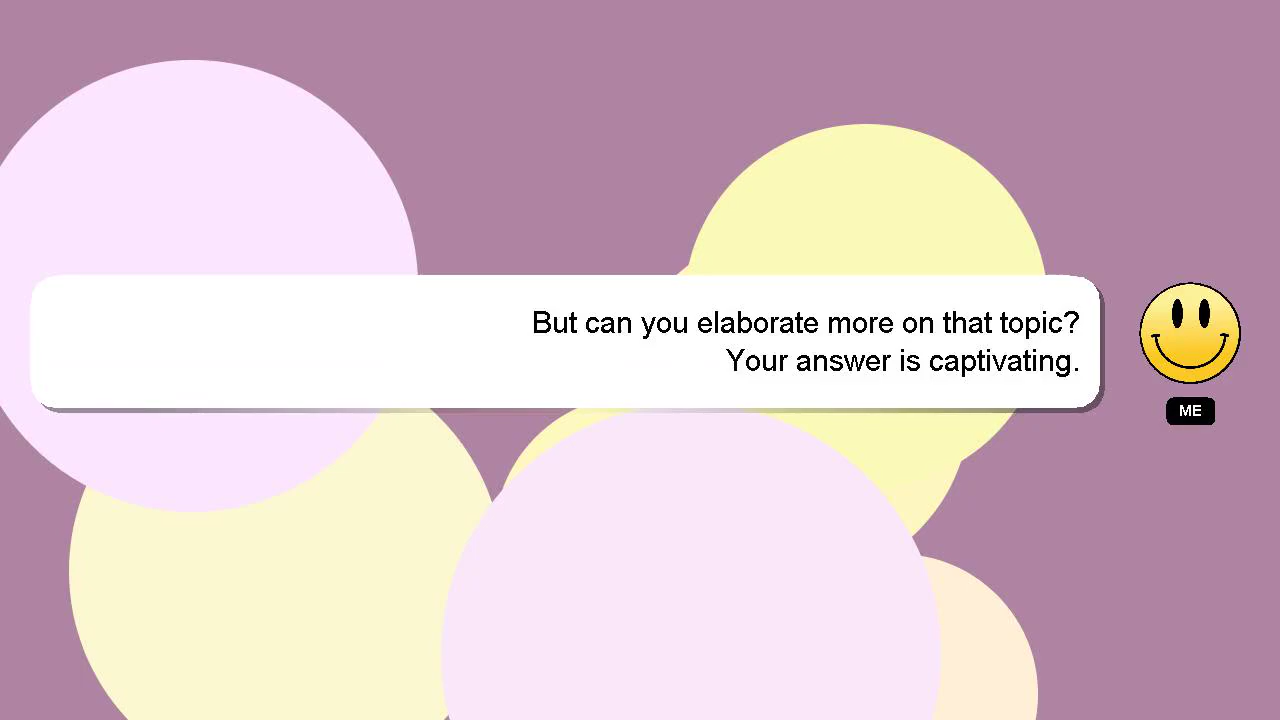 But can you elaborate more on that topic?
Your answer is captivating.
ME